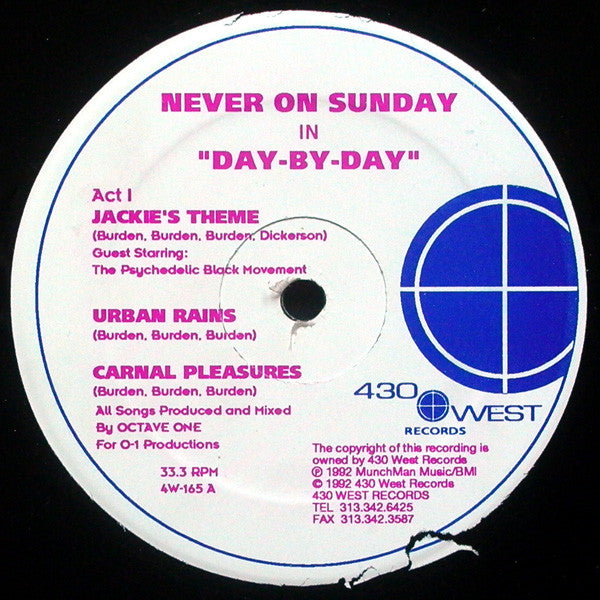 NEVER ON SUNDAY
IN
"DAY-BY-DAY"
Act I
JACKIE'S THEME
(Burden, Burden, Burden, Dickerson)
Guest Starring:
The Psychedelic Black Movement
URBAN RAINS
(Burden, Burden, Burden)
CARNAL PLEASURES
(Burden, Burden, Burden)
All Songs Produced and Mixed
By OCTAVE ONE
For O-1 Productions
33.3 RPM
4W-165 A
430 WEST
RECORDS
The copyright of this recording is
owned by 430 West Records
℗ 1992 MunchMan Music/BMI
© 1992 430 West Records
430 WEST RECORDS
TEL 313.342.6425
FAX 313.342.3587